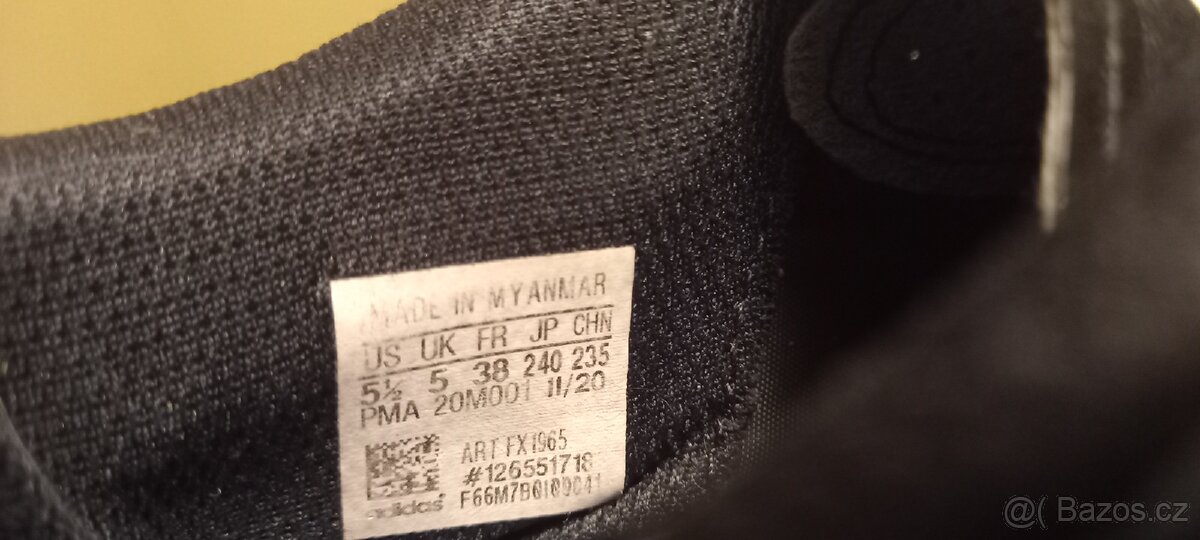 MADE IN MYANMAR
US UK FR JP CHN
5½ 5 38 240 235
PMA 20M001 11/20
ART FX1965
#126551718
F66M7B0109041
adidas
@( Bazos.cz